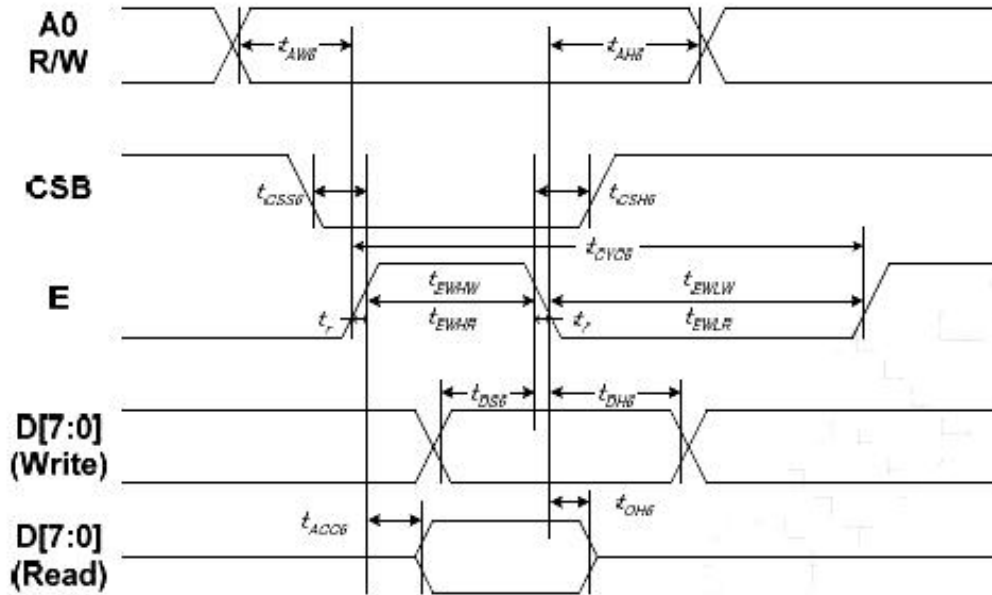 A0
R/W
tAW6
tAH6
CSB
tCSS6
tCSH6
tCYC6
E
tEWHW
tEWLW
tr
tEWHR
tf
tEWLR
tDS6
tDH6
D[7:0]
(Write)
tACC6
tOH6
D[7:0]
(Read)